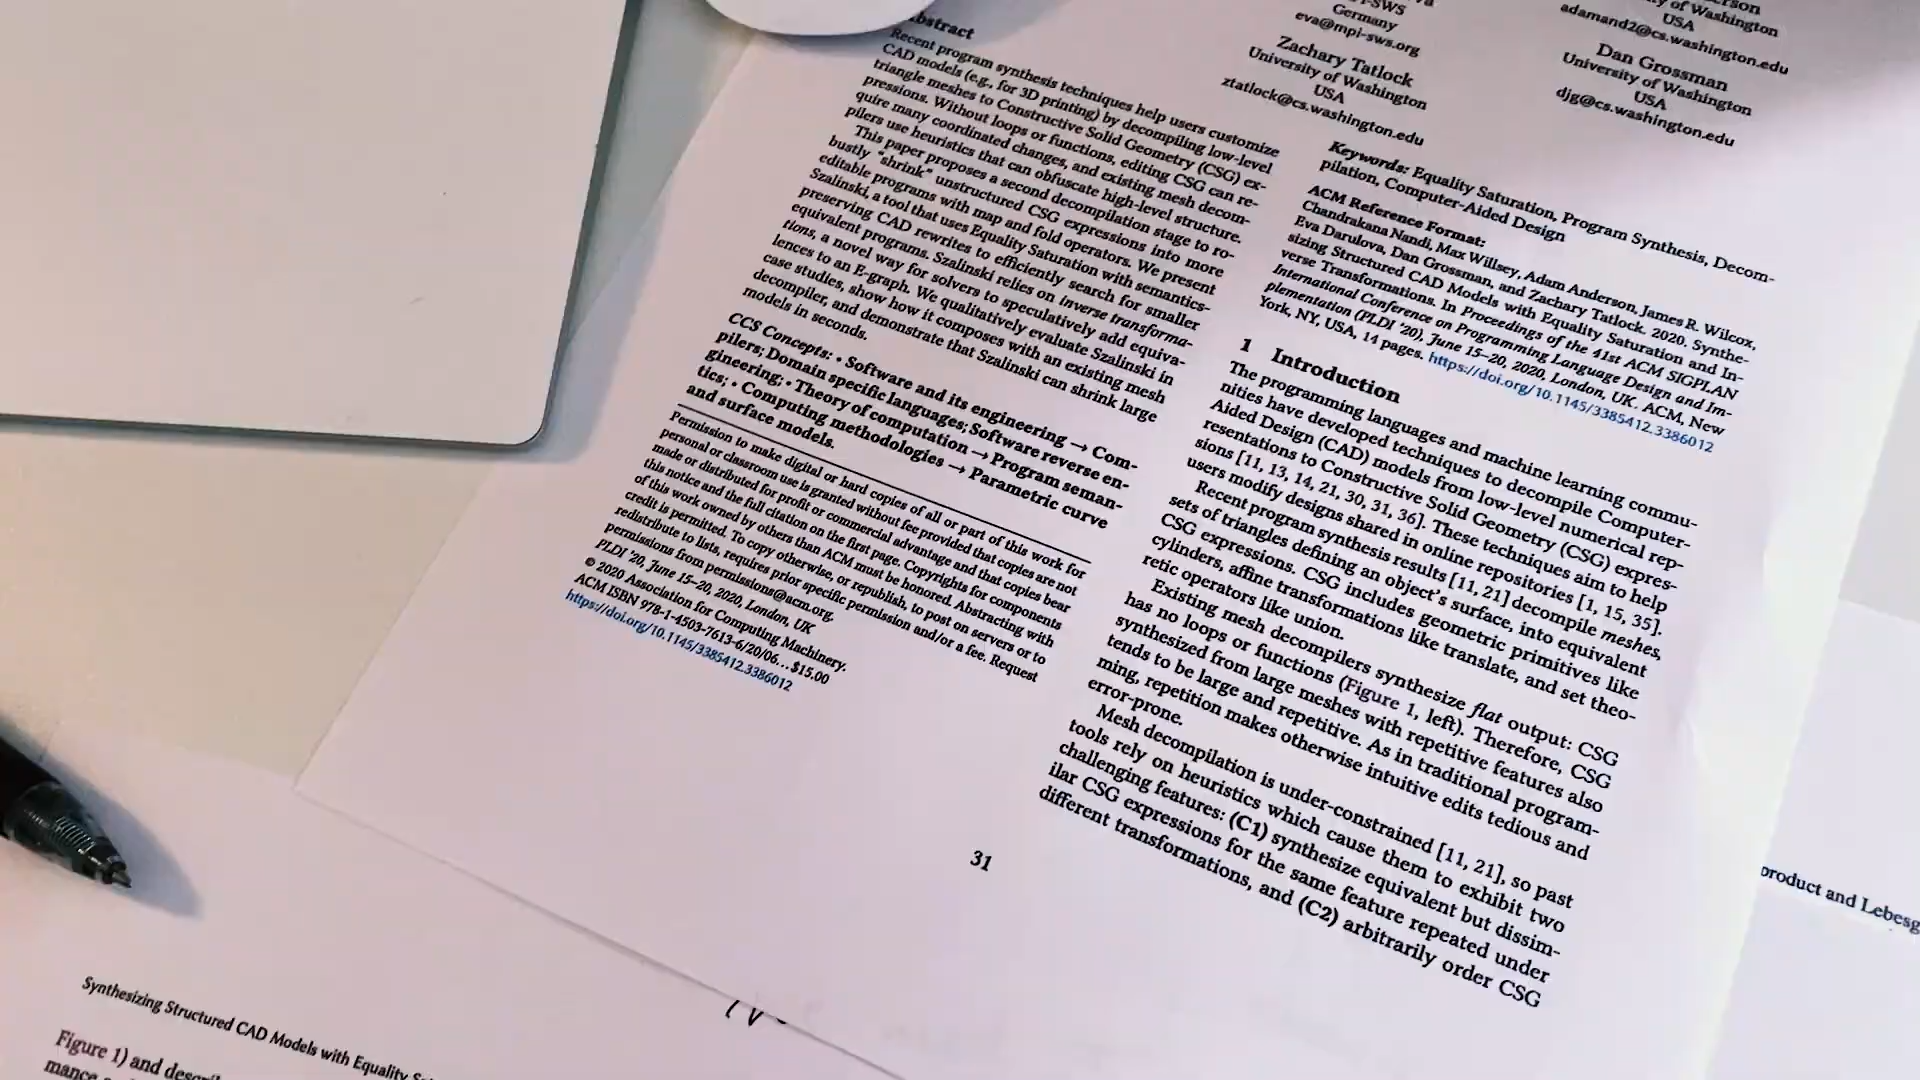 Abstract
Recent program synthesis techniques help users customize
CAD models (e.g., for 3D printing) by decompiling low-level
triangle meshes to Constructive Solid Geometry (CSG) ex-
pressions. Without loops or functions, editing CSG can re-
quire many coordinated changes, and existing mesh decom-
pilers use heuristics that can obfuscate high-level structure.
This paper proposes a second decompilation stage to ro-
bustly "shrink" unstructured CSG expressions into more
editable programs with map and fold operators. We present
Szalinski, a tool that uses Equality Saturation with semantics-
preserving CAD rewrites to efficiently search for smaller
equivalent programs. Szalinski relies on inverse transforma-
tions, a novel way for solvers to speculatively add equiva-
lences to an E-graph. We qualitatively evaluate Szalinski in
case studies, show how it composes with an existing mesh
decompiler, and demonstrate that Szalinski can shrink large
models in seconds.
CCS Concepts: • Software and its engineering → Com-
pilers; Domain specific languages; Software reverse en-
gineering; • Theory of computation → Program seman-
tics; • Computing methodologies → Parametric curve
and surface models.
Permission to make digital or hard copies of all or part of this work for
personal or classroom use is granted without fee provided that copies are not
made or distributed for profit or commercial advantage and that copies bear
this notice and the full citation on the first page. Copyrights for components
of this work owned by others than ACM must be honored. Abstracting with
credit is permitted. To copy otherwise, or republish, to post on servers or to
redistribute to lists, requires prior specific permission and/or a fee. Request
permissions from permissions@acm.org.
PLDI '20, June 15–20, 2020, London, UK
© 2020 Association for Computing Machinery.
ACM ISBN 978-1-4503-7613-6/20/06...$15.00
https://doi.org/10.1145/3385412.3386012
MPI-SWS
Germany
eva@mpi-sws.org
Zachary Tatlock
University of Washington
USA
ztatlock@cs.washington.edu
University of Washington
USA
adamand2@cs.washington.edu
Dan Grossman
University of Washington
USA
djg@cs.washington.edu
Keywords: Equality Saturation, Program Synthesis, Decom-
pilation, Computer-Aided Design
ACM Reference Format:
Chandrakana Nandi, Max Willsey, Adam Anderson, James R. Wilcox,
Eva Darulova, Dan Grossman, and Zachary Tatlock. 2020. Synthe-
sizing Structured CAD Models with Equality Saturation and In-
verse Transformations. In Proceedings of the 41st ACM SIGPLAN
International Conference on Programming Language Design and Im-
plementation (PLDI '20), June 15–20, 2020, London, UK. ACM, New
York, NY, USA, 14 pages. https://doi.org/10.1145/3385412.3386012
1 Introduction
The programming languages and machine learning commu-
nities have developed techniques to decompile Computer-
Aided Design (CAD) models from low-level numerical rep-
resentations to Constructive Solid Geometry (CSG) expres-
sions [11, 13, 14, 21, 30, 31, 36]. These techniques aim to help
users modify designs shared in online repositories [1, 15, 35].
Recent program synthesis results [11, 21] decompile meshes,
sets of triangles defining an object's surface, into equivalent
CSG expressions. CSG includes geometric primitives like
cylinders, affine transformations like translate, and set theo-
retic operators like union.
Existing mesh decompilers synthesize flat output: CSG
has no loops or functions (Figure 1, left). Therefore, CSG
synthesized from large meshes with repetitive features also
tends to be large and repetitive. As in traditional program-
ming, repetition makes otherwise intuitive edits tedious and
error-prone.
Mesh decompilation is under-constrained [11, 21], so past
tools rely on heuristics which cause them to exhibit two
challenging features: (C1) synthesize equivalent but dissim-
ilar CSG expressions for the same feature repeated under
different transformations, and (C2) arbitrarily order CSG
31
product and Lebesg
Synthesizing Structured CAD Models with Equality
Figure 1) and